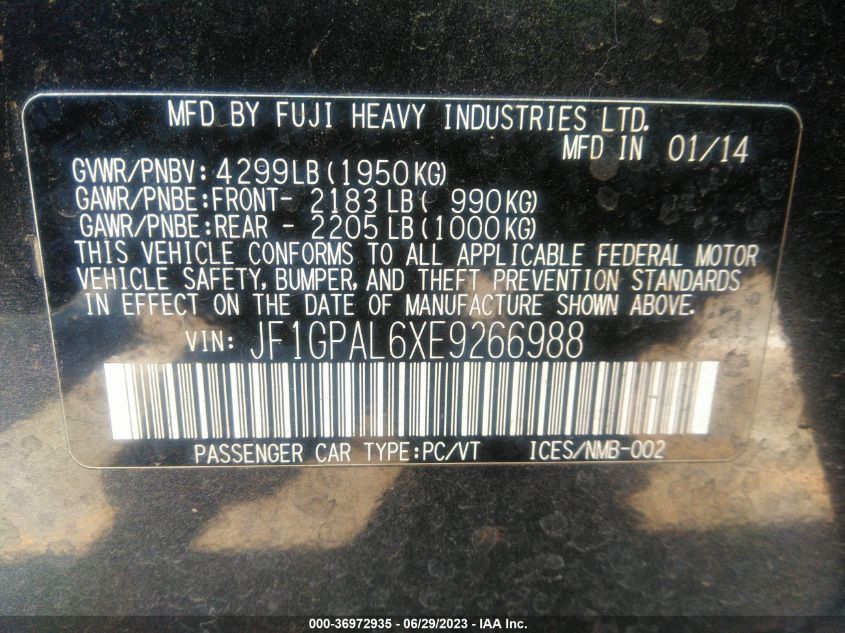 MFD BY FUJI HEAVY INDUSTRIES LTD.
MFD IN 01/14
GVWR/PNBV: 4299LB (1950KG)
GAWR/PNBE: FRONT- 2183 LB ( 990KG)
GAWR/PNBE: REAR - 2205 LB (1000KG)
THIS VEHICLE CONFORMS TO ALL APPLICABLE FEDERAL MOTOR
VEHICLE SAFETY, BUMPER, AND THEFT PREVENTION STANDARDS
IN EFFECT ON THE DATE OF MANUFACTURE SHOWN ABOVE.
VIN: JF1GPAL6XE9266988
PASSENGER CAR TYPE:PC/VT ICES/NMB-002
000-36972935 - 06/29/2023 - IAA Inc.